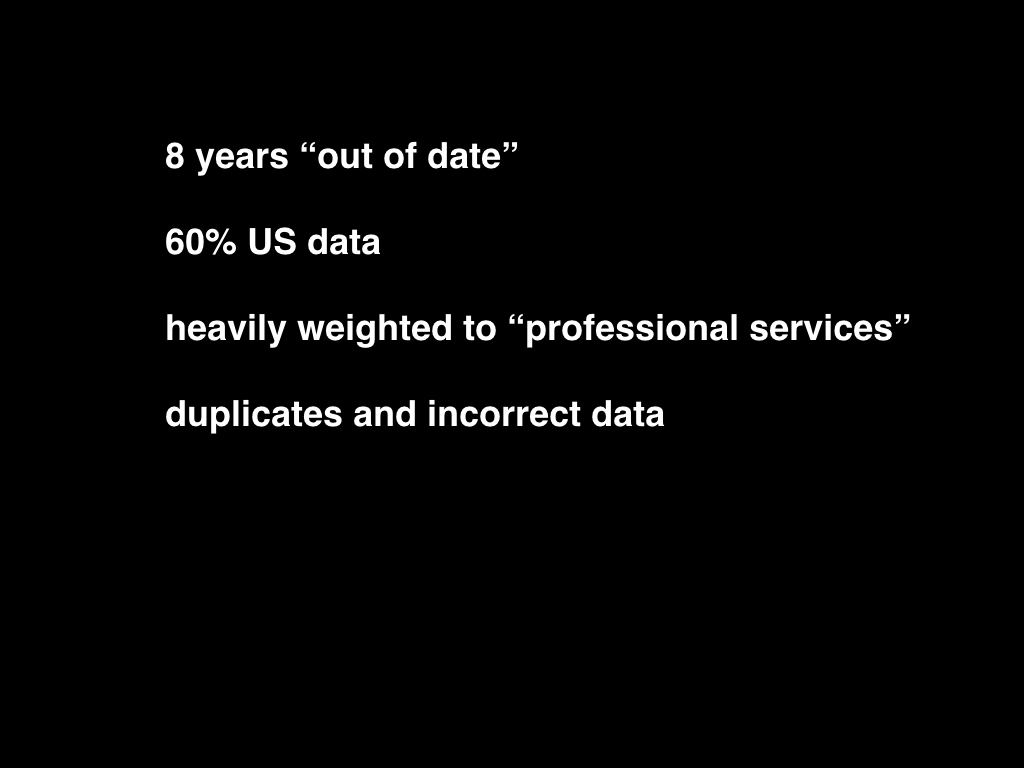 8 years “out of date”
60% US data
heavily weighted to “professional services”
duplicates and incorrect data